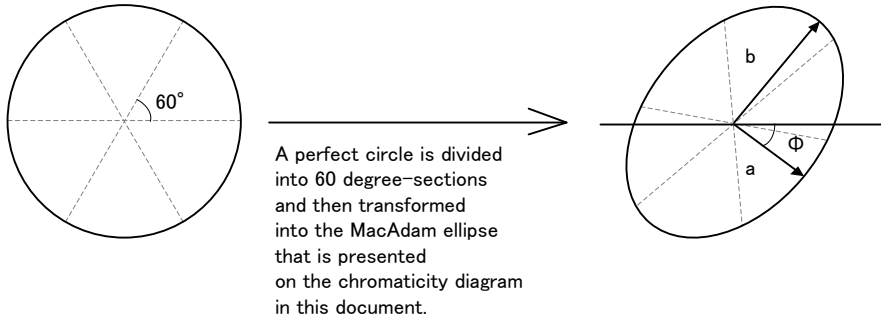 60°
A perfect circle is divided
into 60 degree-sections
and then transformed
into the MacAdam ellipse
that is presented
on the chromaticity diagram
in this document.
b
Φ
a